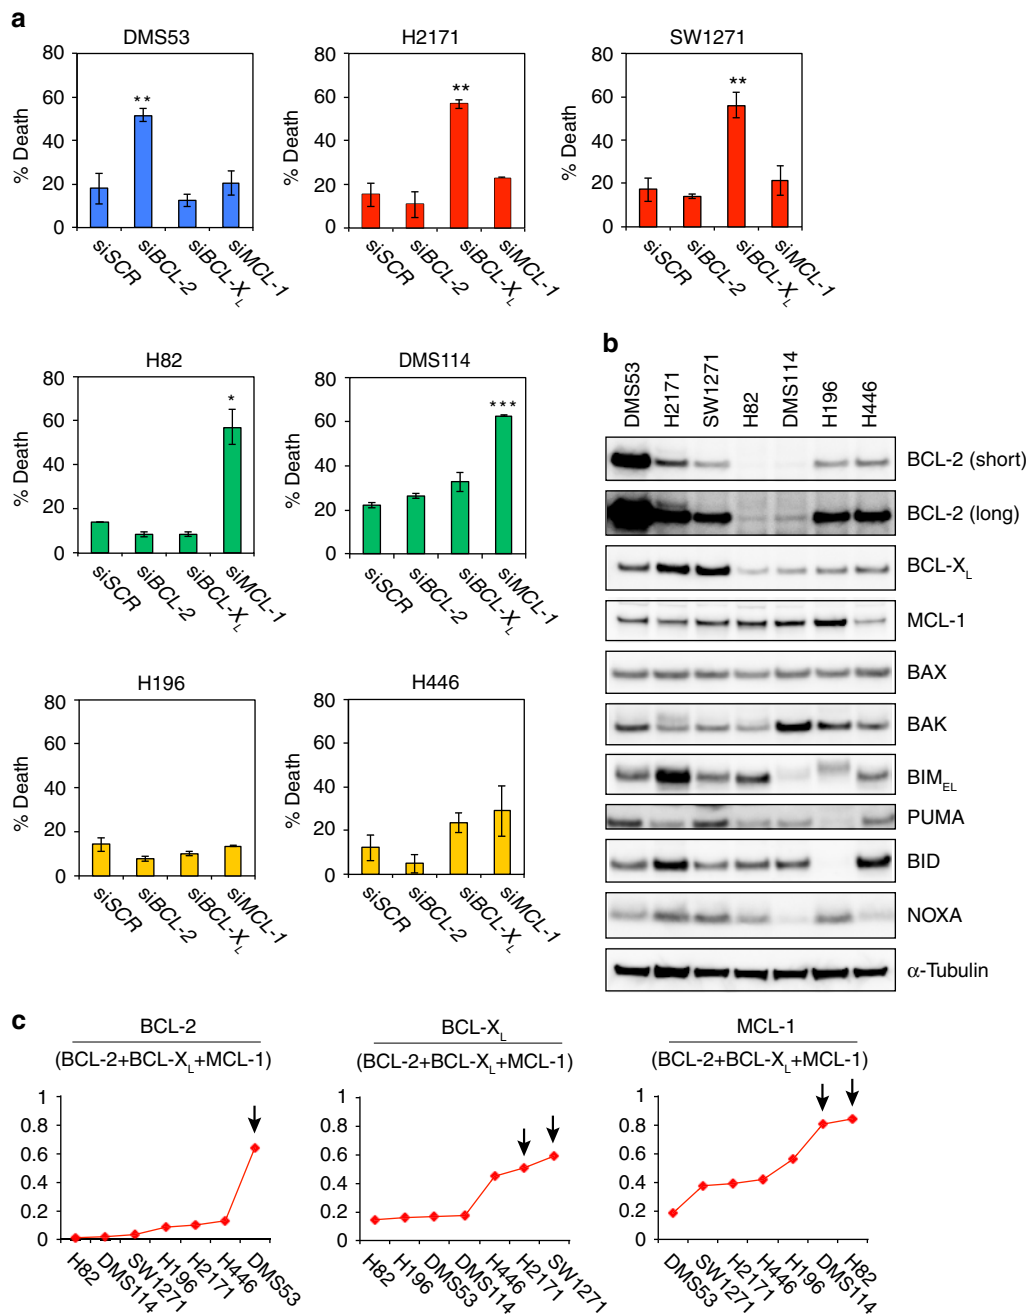 a
DMS53
H2171
SW1271
80
60
40
20
0
% Death
**
siSCR
siBCL-2
siBCL-XL
siMCL-1
80
60
40
20
0
% Death
**
siSCR
siBCL-2
siBCL-XL
siMCL-1
80
60
40
20
0
% Death
**
siSCR
siBCL-2
siBCL-XL
siMCL-1
H82
DMS114
80
60
40
20
0
% Death
*
siSCR
siBCL-2
siBCL-XL
siMCL-1
80
60
40
20
0
% Death
***
siSCR
siBCL-2
siBCL-XL
siMCL-1
H196
H446
80
60
40
20
0
% Death
siSCR
siBCL-2
siBCL-XL
siMCL-1
80
60
40
20
0
% Death
siSCR
siBCL-2
siBCL-XL
siMCL-1
b
DMS53
H2171
SW1271
H82
DMS114
H196
H446
BCL-2 (short)
BCL-2 (long)
BCL-XL
MCL-1
BAX
BAK
BIMEL
PUMA
BID
NOXA
α-Tubulin
c
BCL-2
(BCL-2+BCL-XL+MCL-1)
1
0.8
0.6
0.4
0.2
0
H82
DMS114
SW1271
H196
H2171
H446
DMS53
BCL-XL
(BCL-2+BCL-XL+MCL-1)
1
0.8
0.6
0.4
0.2
0
H82
H196
DMS53
DMS114
H446
H2171
SW1271
MCL-1
(BCL-2+BCL-XL+MCL-1)
1
0.8
0.6
0.4
0.2
0
DMS53
SW1271
H2171
H446
H196
DMS114
H82